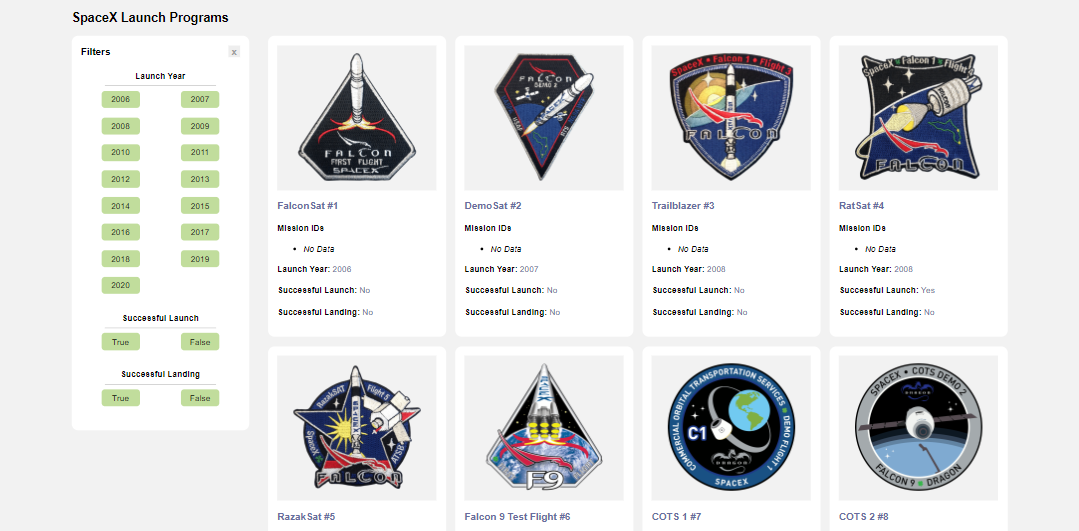 SpaceX Launch Programs
Filters
x
Launch Year
2006 2007
2008 2009
2010 2011
2012 2013
2014 2015
2016 2017
2018 2019
2020
Successful Launch
True False
Successful Landing
True False
FALCON
FIRST FLIGHT
SPACEX
FalconSat #1
Mission IDs
• No Data
Launch Year: 2006
Successful Launch: No
Successful Landing: No
FALCON
DEMO 2
SPACEX
DemoSat #2
Mission IDs
• No Data
Launch Year: 2007
Successful Launch: No
Successful Landing: No
SpaceX • Falcon 1 • Flight 3
FALCON
Trailblazer #3
Mission IDs
• No Data
Launch Year: 2008
Successful Launch: No
Successful Landing: No
SpaceX Falcon 1 Flight 4
FALCON
RatSat #4
Mission IDs
• No Data
Launch Year: 2008
Successful Launch: Yes
Successful Landing: No
RazakSAT
Flight 5
SpaceX
ATSB
FALCON
RazakSat #5
F9
Falcon 9 Test Flight #6
COMMERCIAL ORBITAL TRANSPORTATION SERVICES • DEMO FLIGHT 1
C1
DRAGON
SPACEX
COTS 1 #7
SPACEX • COTS DEMO 2
DRAGON
FALCON 9 • DRAGON
COTS 2 #8